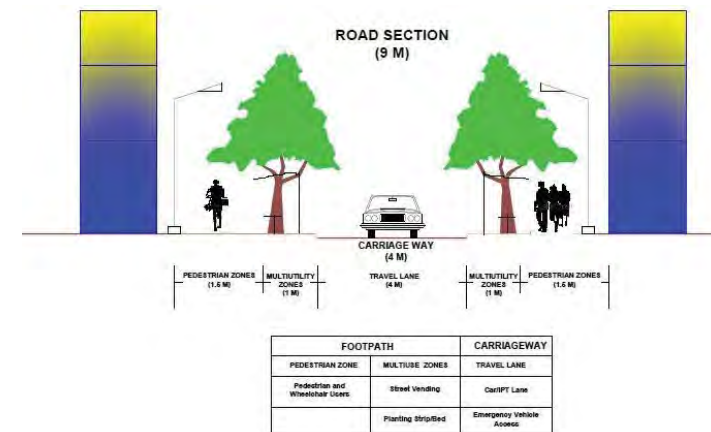 ROAD SECTION
(9 M)
CARRIAGE WAY
(4 M)
PEDESTRIAN ZONES
(1.5 M)
MULTIUTILITY
ZONES
(1 M)
TRAVEL LANE
(4 M)
MULTIUTILITY
ZONES
(1 M)
PEDESTRIAN ZONES
(1.5 M)
FOOTPATH
CARRIAGEWAY
PEDESTRIAN ZONE
MULTIUSE ZONES
TRAVEL LANE
Pedestrian and
Wheelchair Users
Street Vending
Car/IPT Lane
Planting Strip/Bed
Emergency Vehicle
Access